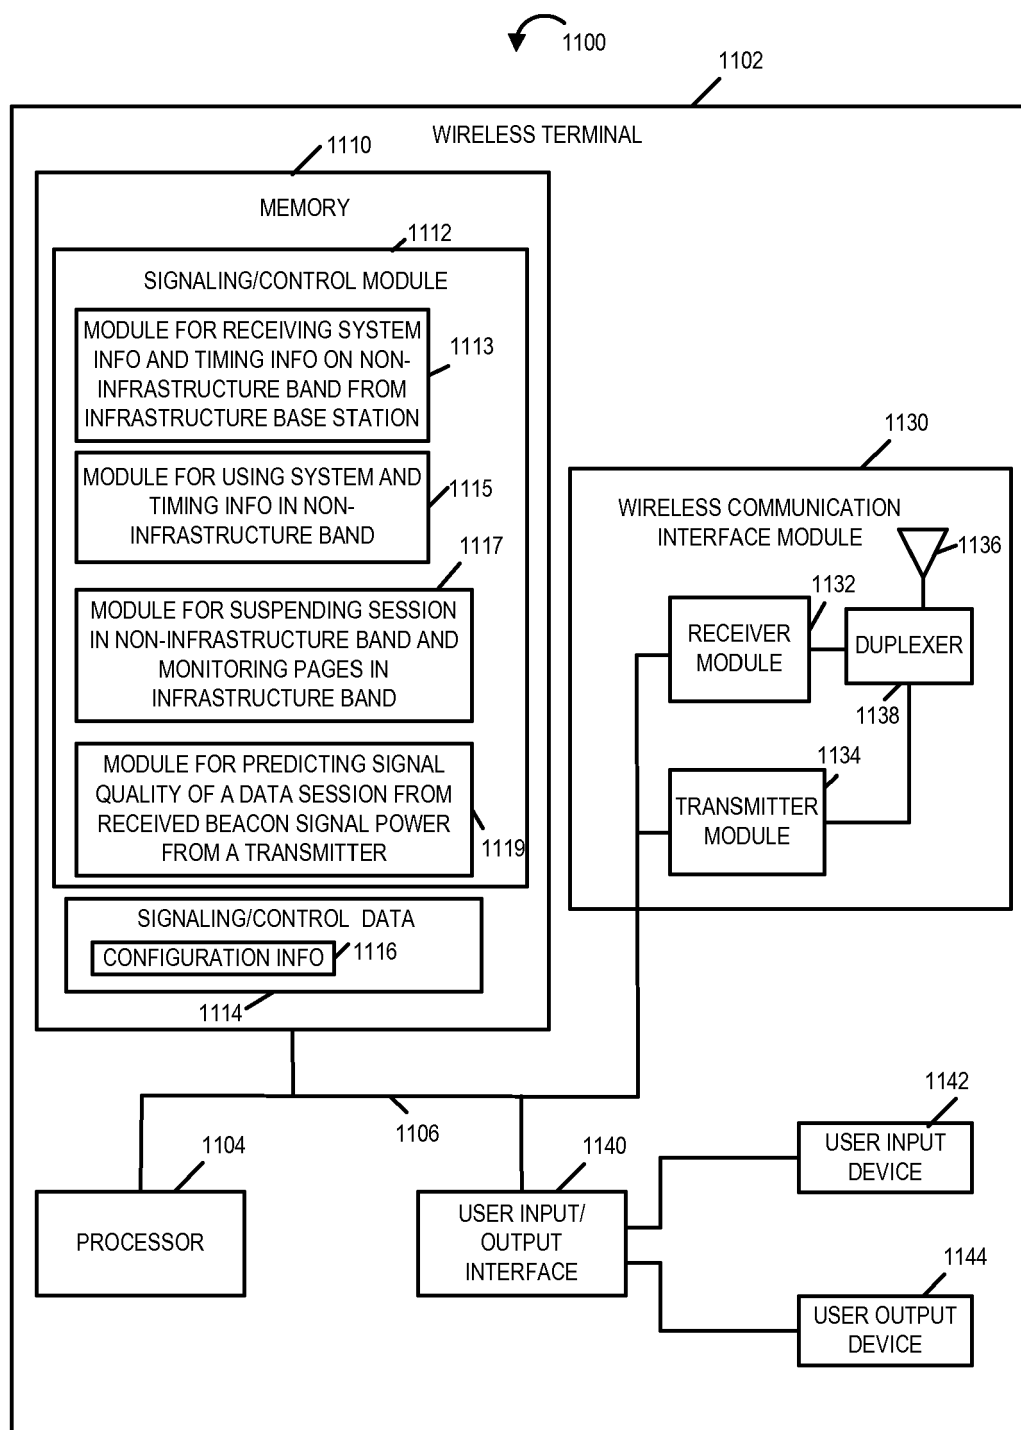 1100
1102
WIRELESS TERMINAL
1110
MEMORY
1112
SIGNALING/CONTROL MODULE
MODULE FOR RECEIVING SYSTEM
INFO AND TIMING INFO ON NON-
INFRASTRUCTURE BAND FROM
INFRASTRUCTURE BASE STATION
1113
MODULE FOR USING SYSTEM AND
TIMING INFO IN NON-
INFRASTRUCTURE BAND
1115
1117
MODULE FOR SUSPENDING SESSION
IN NON-INFRASTRUCTURE BAND AND
MONITORING PAGES IN
INFRASTRUCTURE BAND
MODULE FOR PREDICTING SIGNAL
QUALITY OF A DATA SESSION FROM
RECEIVED BEACON SIGNAL POWER
FROM A TRANSMITTER
1119
SIGNALING/CONTROL DATA
CONFIGURATION INFO
1116
1114
1130
WIRELESS COMMUNICATION
INTERFACE MODULE
1136
1132
RECEIVER
MODULE
DUPLEXER
1138
1134
TRANSMITTER
MODULE
1106
1104
PROCESSOR
1140
USER INPUT/
OUTPUT
INTERFACE
1142
USER INPUT
DEVICE
1144
USER OUTPUT
DEVICE